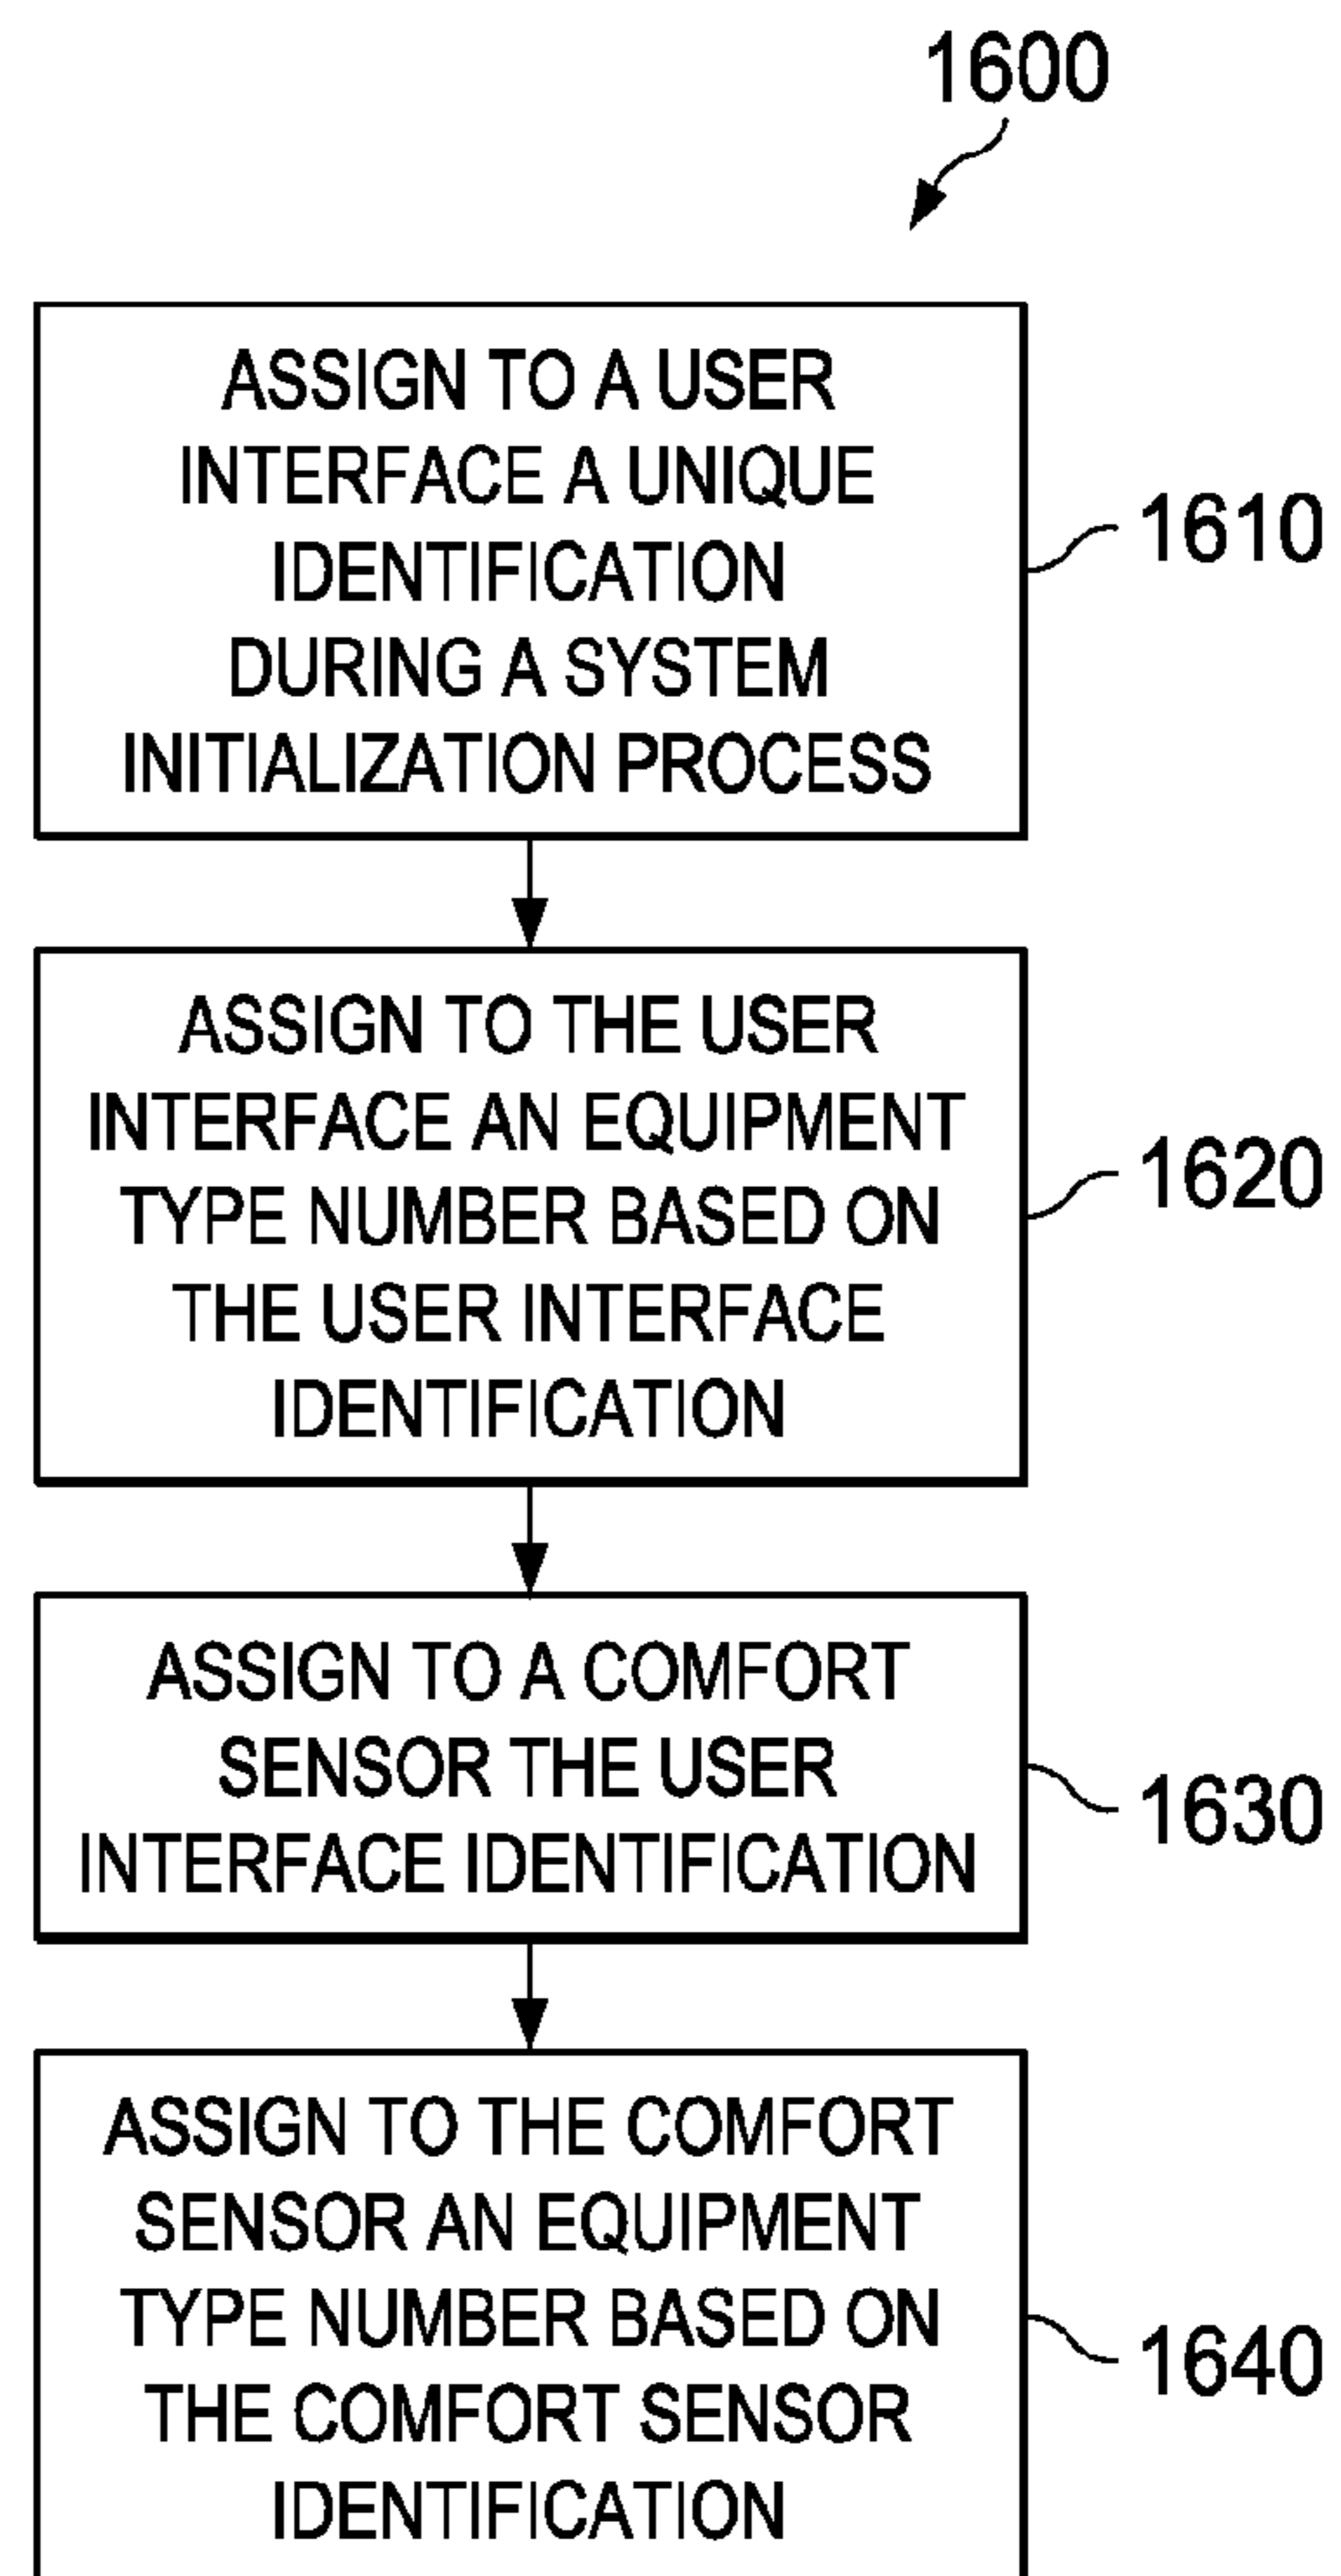 1600
ASSIGN TO A USER
INTERFACE A UNIQUE
IDENTIFICATION
DURING A SYSTEM
INITIALIZATION PROCESS
1610
ASSIGN TO THE USER
INTERFACE AN EQUIPMENT
TYPE NUMBER BASED ON
THE USER INTERFACE
IDENTIFICATION
1620
ASSIGN TO A COMFORT
SENSOR THE USER
INTERFACE IDENTIFICATION
1630
ASSIGN TO THE COMFORT
SENSOR AN EQUIPMENT
TYPE NUMBER BASED ON
THE COMFORT SENSOR
IDENTIFICATION
1640